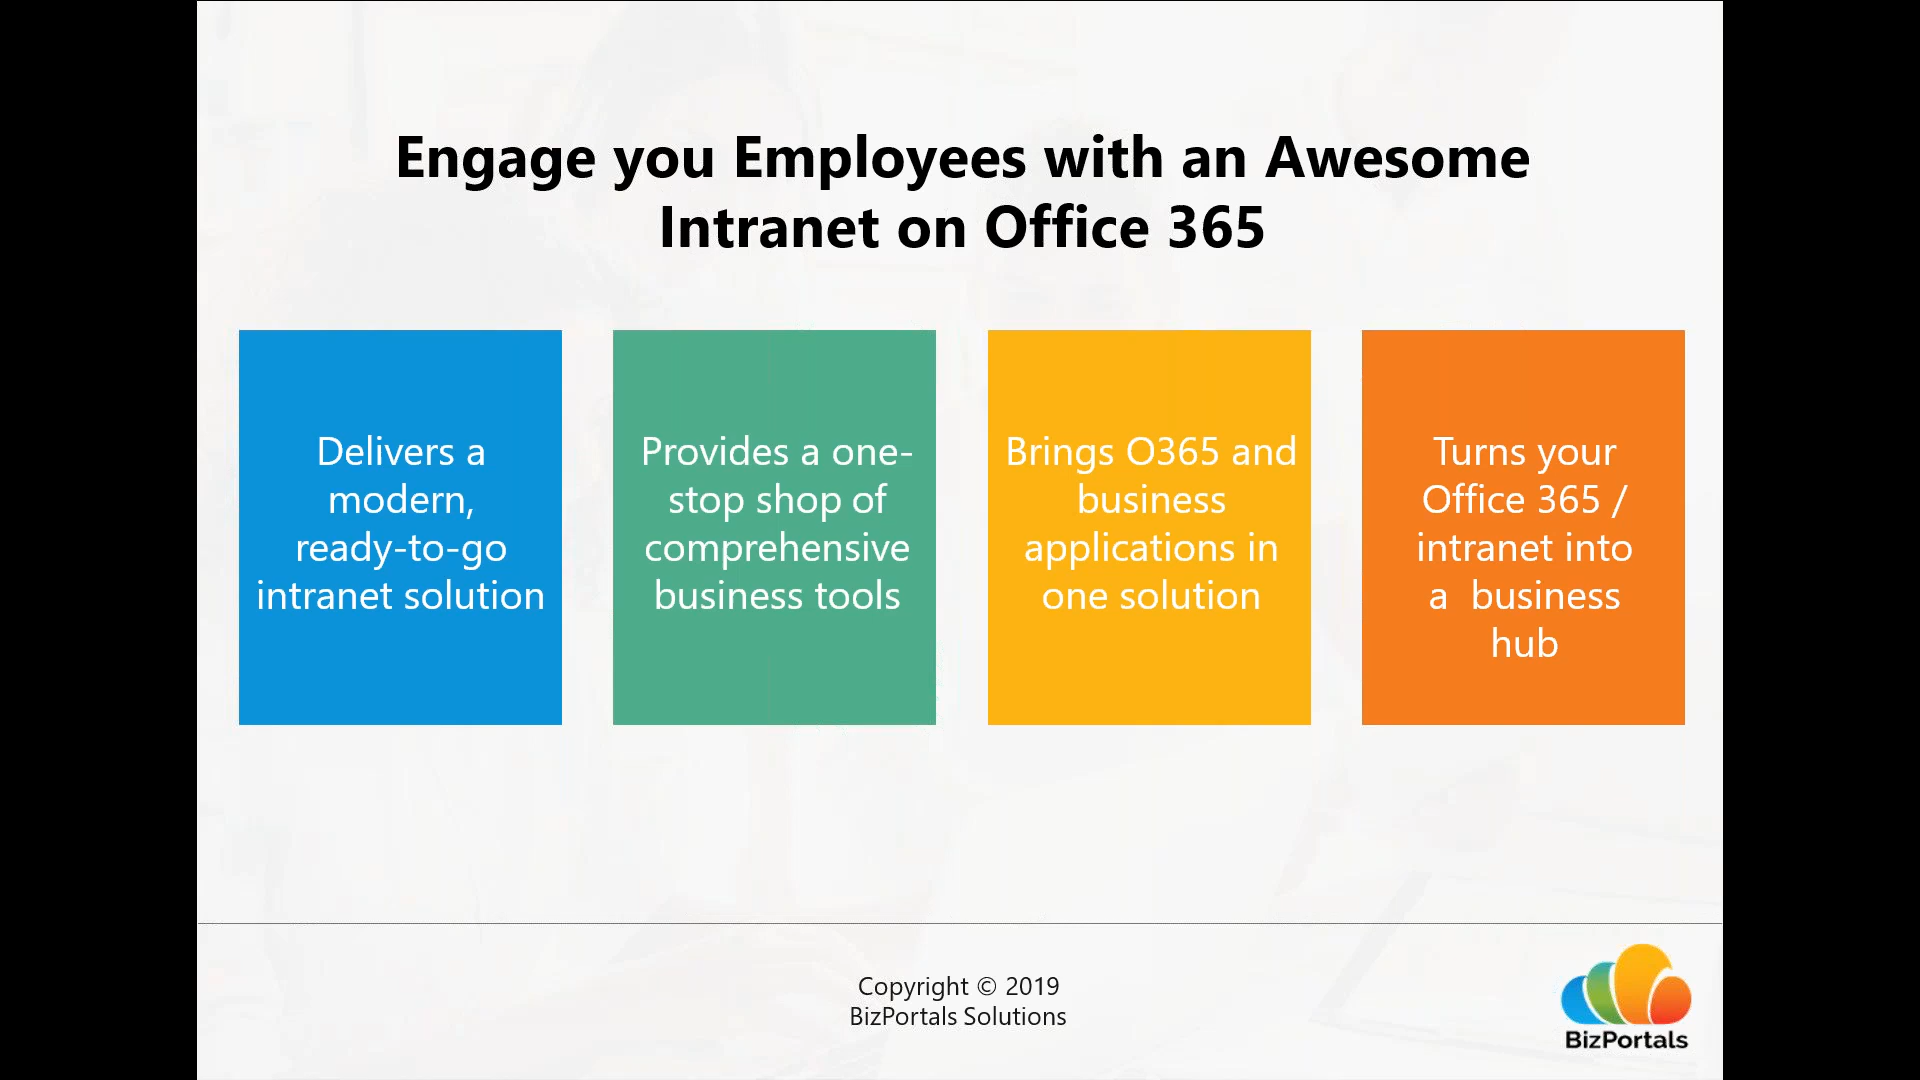 Engage you Employees with an Awesome
Intranet on Office 365
Delivers a
modern,
ready-to-go
intranet solution
Provides a one-
stop shop of
comprehensive
business tools
Brings O365 and
business
applications in
one solution
Turns your
Office 365 /
intranet into
a  business
hub
Copyright © 2019
BizPortals Solutions
BizPortals